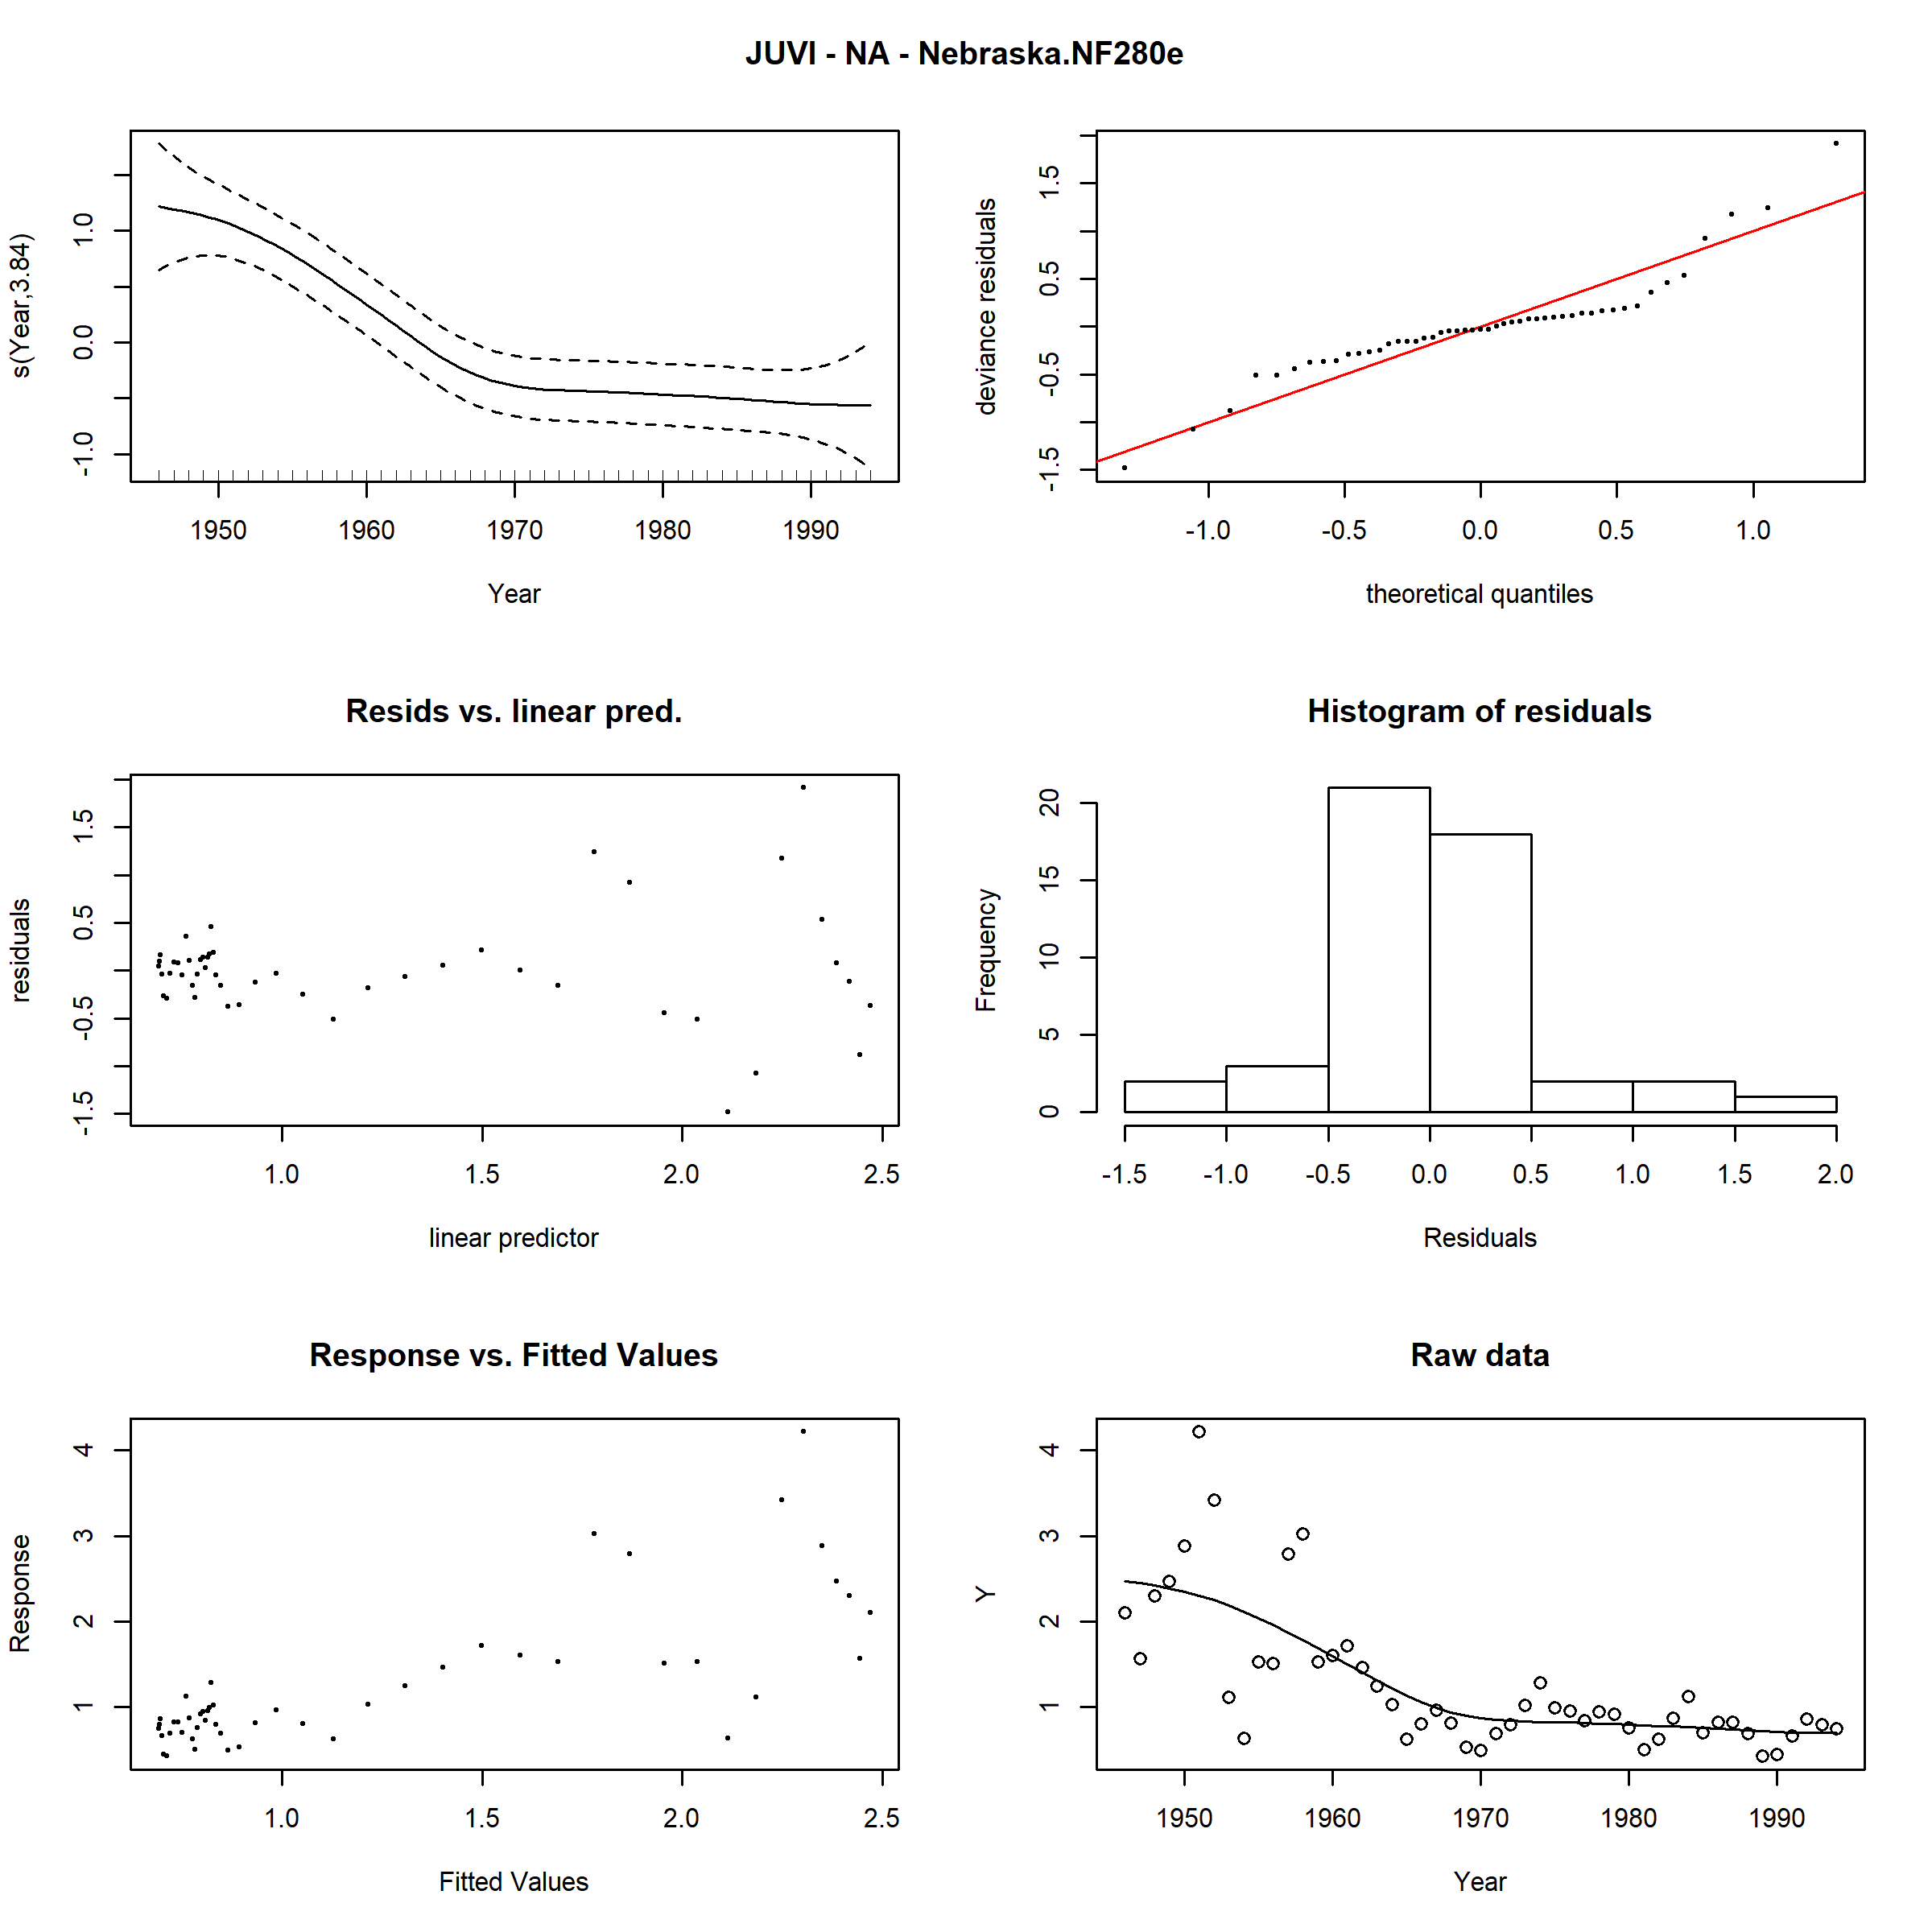 JUVI - NA - Nebraska.NF280e
s(Year,3.84)
-1.0 0.0 1.0
1950 1960 1970 1980 1990
Year
deviance residuals
-1.5 -0.5 0.5 1.5
-1.0 -0.5 0.0 0.5 1.0
theoretical quantiles
Resids vs. linear pred.
residuals
-1.5 -0.5 0.5 1.5
1.0 1.5 2.0 2.5
linear predictor
Histogram of residuals
Frequency
0 5 10 15 20
-1.5 -1.0 -0.5 0.0 0.5 1.0 1.5 2.0
Residuals
Response vs. Fitted Values
Response
1 2 3 4
1.0 1.5 2.0 2.5
Fitted Values
Raw data
Y
1 2 3 4
1950 1960 1970 1980 1990
Year